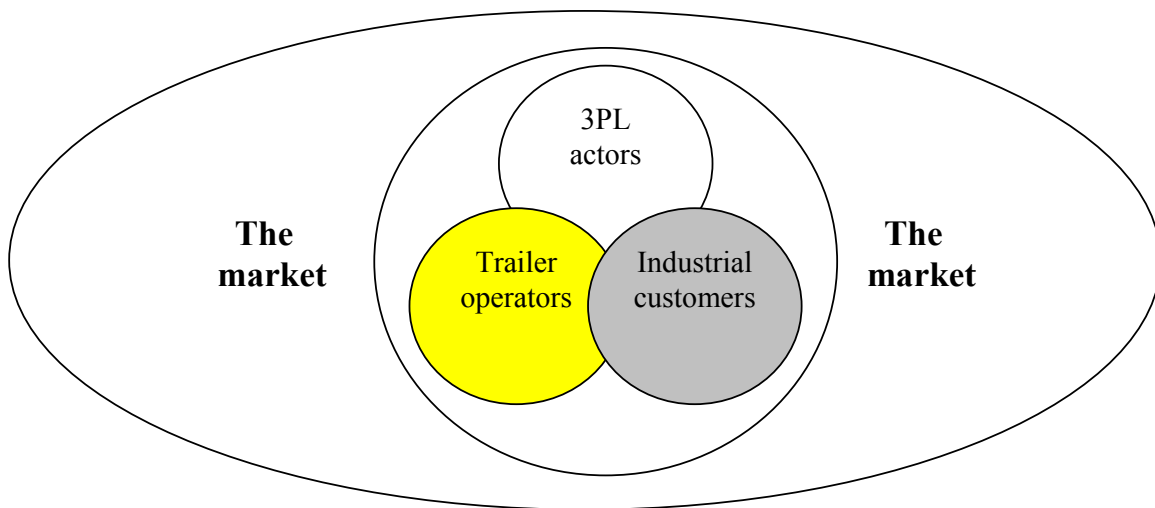 3PL
actors
The
market
Trailer
operators
Industrial
customers
The
market